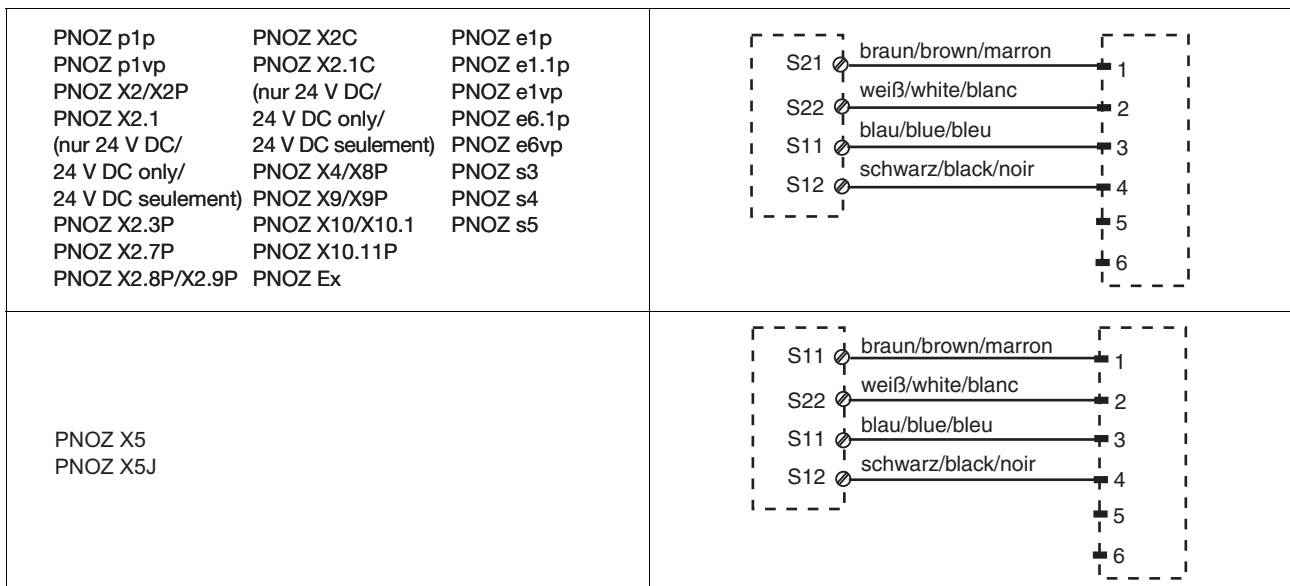 PNOZ p1p
PNOZ p1vp
PNOZ X2/X2P
PNOZ X2.1
(nur 24 V DC/
24 V DC only/
24 V DC seulement)
PNOZ X2.3P
PNOZ X2.7P
PNOZ X2.8P/X2.9P
PNOZ X2C
PNOZ X2.1C
(nur 24 V DC/
24 V DC only/
24 V DC seulement)
PNOZ X4/X8P
PNOZ X9/X9P
PNOZ X10/X10.1
PNOZ X10.11P
PNOZ Ex
PNOZ e1p
PNOZ e1.1p
PNOZ e1vp
PNOZ e6.1p
PNOZ e6vp
PNOZ s3
PNOZ s4
PNOZ s5
S21 braun/brown/marron 1
S22 weiß/white/blanc 2
S11 blau/blue/bleu 3
S12 schwarz/black/noir 4
5
6
PNOZ X5
PNOZ X5J
S11 braun/brown/marron 1
S22 weiß/white/blanc 2
S11 blau/blue/bleu 3
S12 schwarz/black/noir 4
5
6